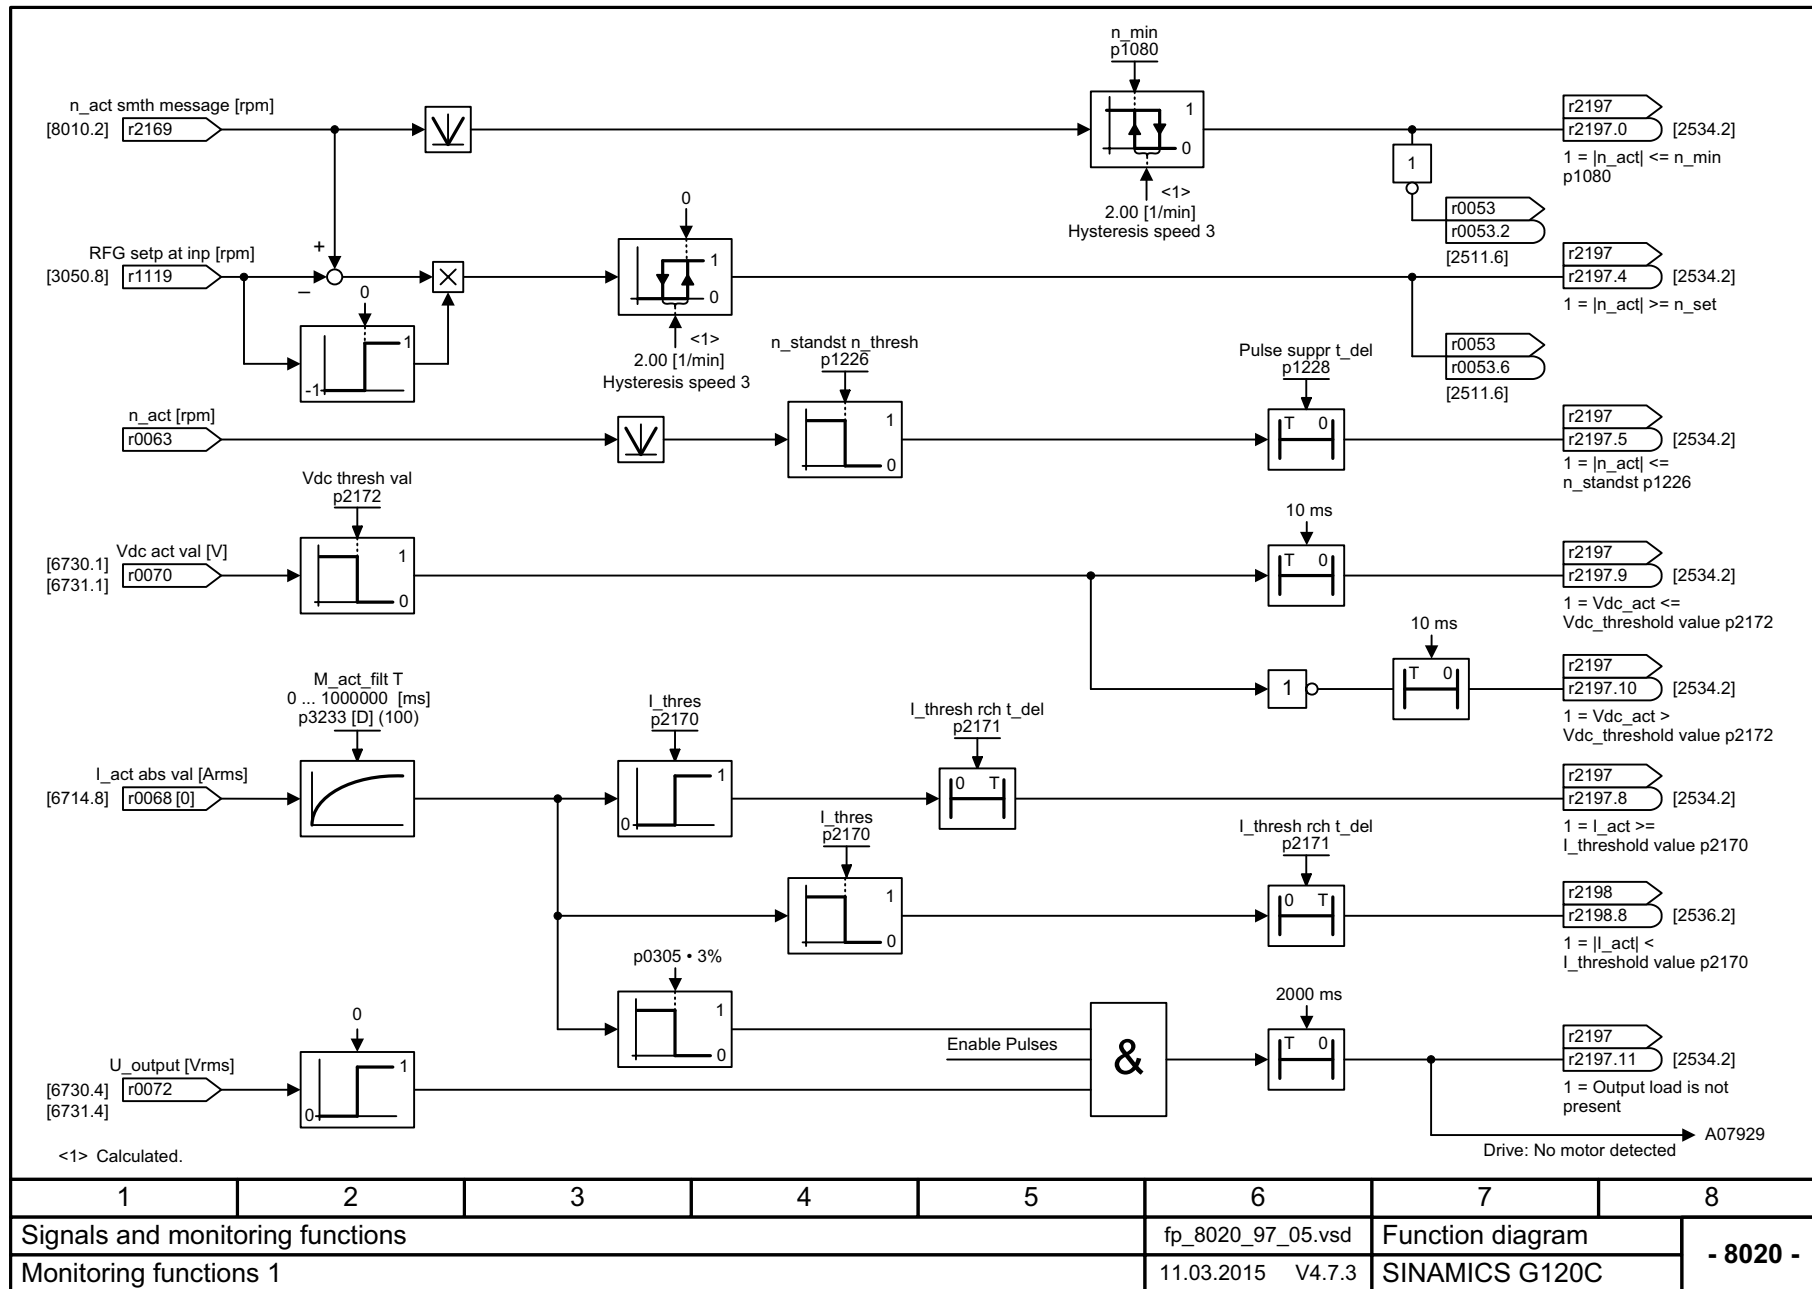 n_min
p1080
n_act smth message [rpm]
[8010.2] r2169
1
0
r2197
r2197.0 [2534.2]
1 = |n_act| <= n_min
p1080
1
<1>
2.00 [1/min]
Hysteresis speed 3
r0053
r0053.2
[2511.6]
RFG setp at inp [rpm]
[3050.8] r1119
+
–
0
1
-1
0
1
0
<1>
2.00 [1/min]
Hysteresis speed 3
r2197
r2197.4 [2534.2]
1 = |n_act| >= n_set
r0053
r0053.6
[2511.6]
n_act [rpm]
r0063
n_standst n_thresh
p1226
1
0
Pulse suppr t_del
p1228
T 0
r2197
r2197.5 [2534.2]
1 = |n_act| <=
n_standst p1226
Vdc thresh val
p2172
[6730.1]
[6731.1]
Vdc act val [V]
r0070
1
0
10 ms
T 0
r2197
r2197.9 [2534.2]
1 = Vdc_act <=
Vdc_threshold value p2172
1
10 ms
T 0
r2197
r2197.10 [2534.2]
1 = Vdc_act >
Vdc_threshold value p2172
M_act_filt T
0 ... 1000000 [ms]
p3233 [D] (100)
I_act abs val [Arms]
[6714.8] r0068 [0]
I_thres
p2170
1
0
I_thresh rch t_del
p2171
0 T
r2197
r2197.8 [2534.2]
1 = I_act >=
I_threshold value p2170
I_thres
p2170
1
0
I_thresh rch t_del
p2171
0 T
r2198
r2198.8 [2536.2]
1 = |I_act| <
I_threshold value p2170
p0305 • 3%
1
0
Enable Pulses
&
2000 ms
T 0
r2197
r2197.11 [2534.2]
1 = Output load is not
present
U_output [Vrms]
[6730.4]
[6731.4]
r0072
0
1
0
A07929
Drive: No motor detected
<1> Calculated.
1 2 3 4 5 6 7 8
Signals and monitoring functions
fp_8020_97_05.vsd
Function diagram
- 8020 -
Monitoring functions 1
11.03.2015 V4.7.3
SINAMICS G120C